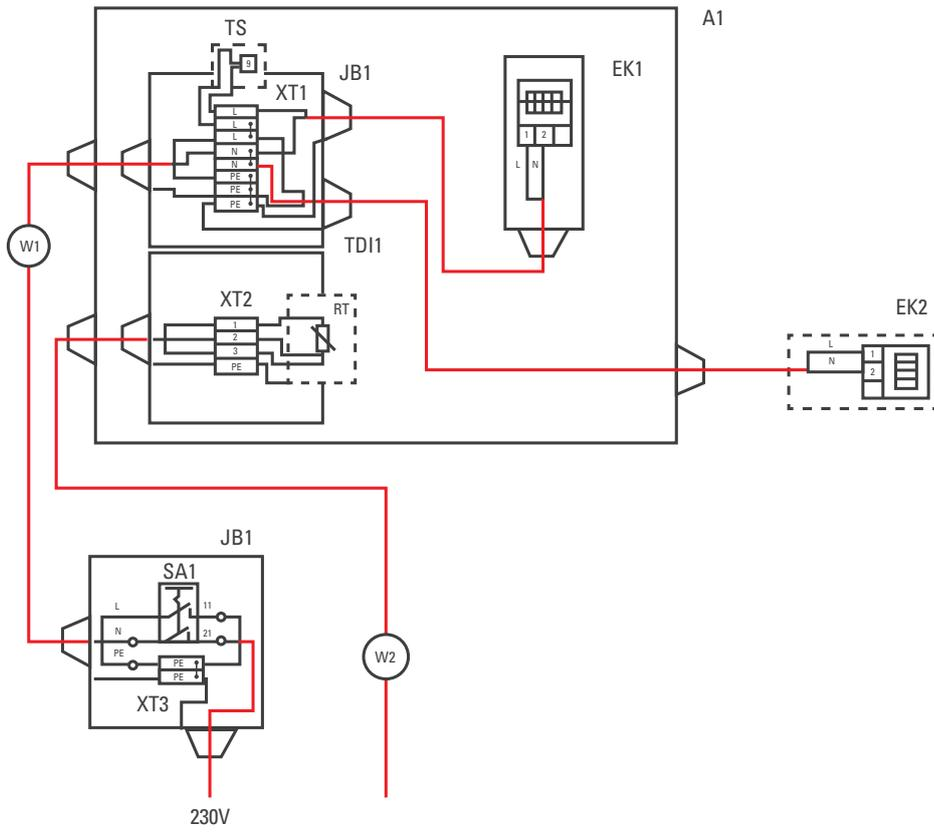 A1
TS
9
JB1
XT1
L
L
L
N
N
PE
PE
PE
EK1
1 2
L N
W1
TDI1
XT2
RT
1
2
3
PE
EK2
L
N
1
2
JB1
SA1
L
11
N
21
PE
PE
PE
XT3
W2
230V